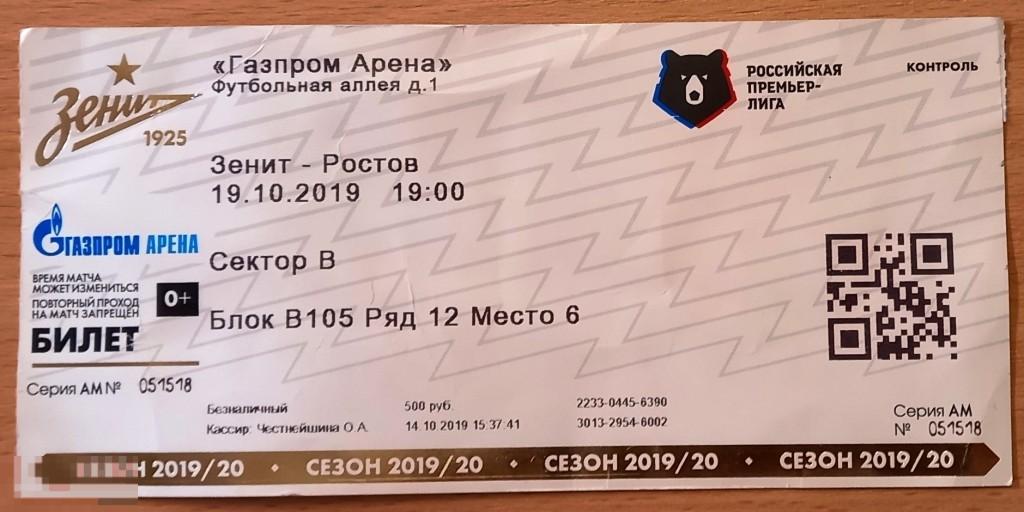 Зенит
1925
«Газпром Арена»
Футбольная аллея д.1
РОССИЙСКАЯ
ПРЕМЬЕР-
ЛИГА
КОНТРОЛЬ
Зенит - Ростов
19.10.2019 19:00
ГАЗПРОМ АРЕНА
Сектор B
ВРЕМЯ МАТЧА
МОЖЕТ ИЗМЕНИТЬСЯ
ПОВТОРНЫЙ ПРОХОД
НА МАТЧ ЗАПРЕЩЕН
0+
БИЛЕТ
Блок B105 Ряд 12 Место 6
Серия АМ № 051518
Безналичный 500 руб. 2233-0445-6390
Кассир: Честнейшина О.А. 14.10.2019 15:37:41 3013-2954-6002
Серия АМ
№ 051518
Н 2019/20 • СЕЗОН 2019/20 • СЕЗОН 2019/20 • СЕЗОН 2019/20